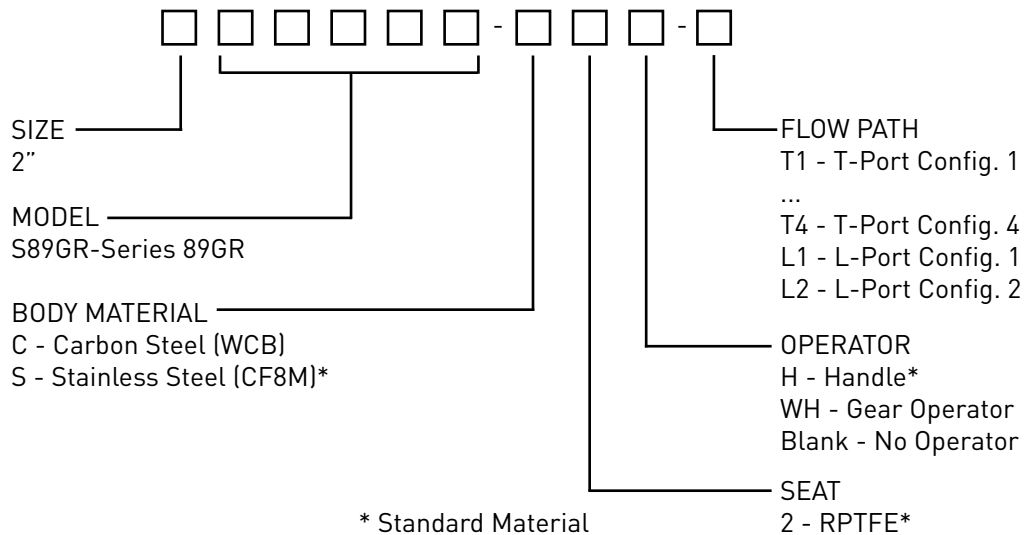 - -
SIZE
2”
MODEL
S89GR-Series 89GR
BODY MATERIAL
C - Carbon Steel (WCB)
S - Stainless Steel (CF8M)*
FLOW PATH
T1 - T-Port Config. 1
...
T4 - T-Port Config. 4
L1 - L-Port Config. 1
L2 - L-Port Config. 2
OPERATOR
H - Handle*
WH - Gear Operator
Blank - No Operator
SEAT
2 - RPTFE*
* Standard Material